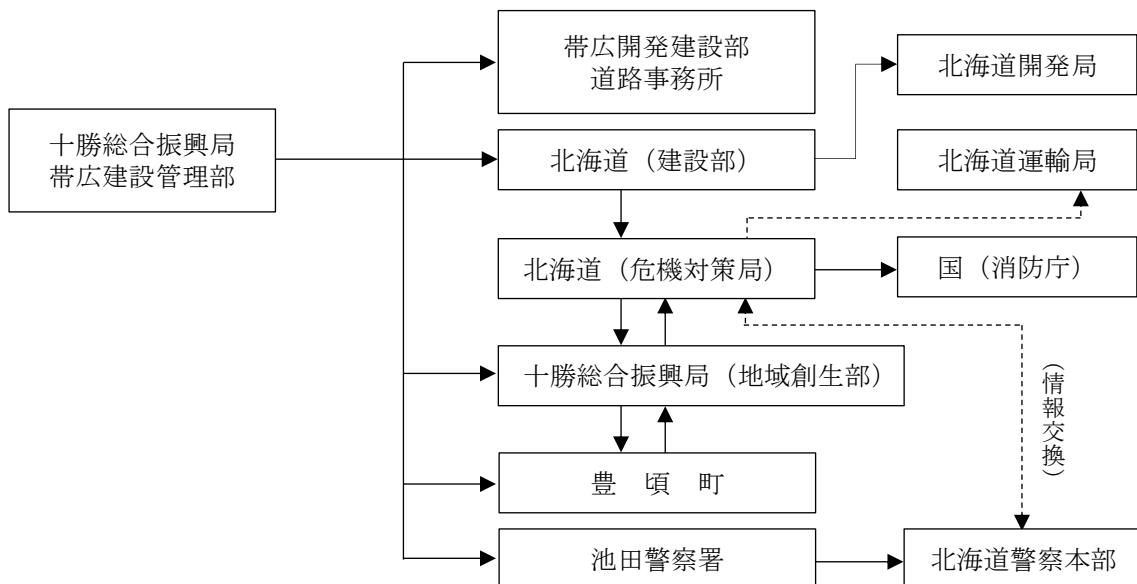 帯広開発建設部
道路事務所
北海道開発局
十勝総合振興局
帯広建設管理部
北海道（建設部）
北海道運輸局
北海道（危機対策局）
国（消防庁）
十勝総合振興局（地域創生部）
（情報交換）
豊　頃　町
池田警察署
北海道警察本部